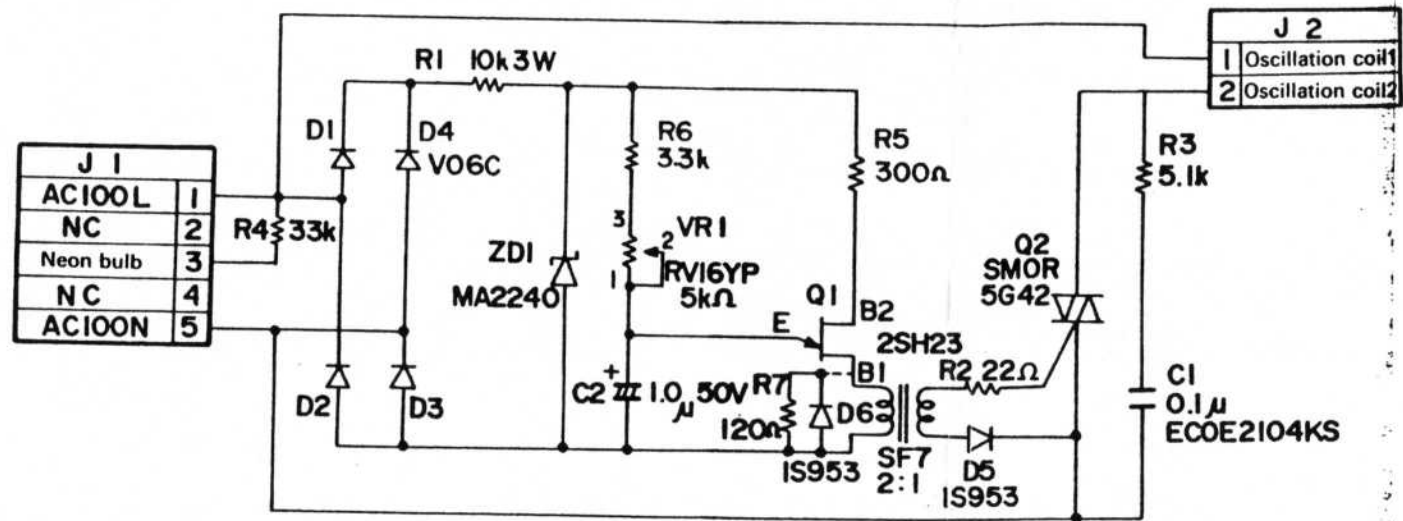 J 1
AC100L 1
NC 2
Neon bulb 3
NC 4
AC100N 5
R4 33k
D1
D4
V06C
D2
D3
R1 10k 3W
ZD1
MA2240
R6
3.3k
3
VR1
2
RV16YP
5kΩ
1
C2 + 1.0μ 50V
R5
300Ω
Q1
E
B2
2SH23
B1
R7
120Ω
D6
1S953
SF7
2:1
R2 22Ω
D5
1S953
Q2
SMOR
5G42
R3
5.1k
C1
0.1μ
ECOE2104KS
J 2
1 Oscillation coil1
2 Oscillation coil2